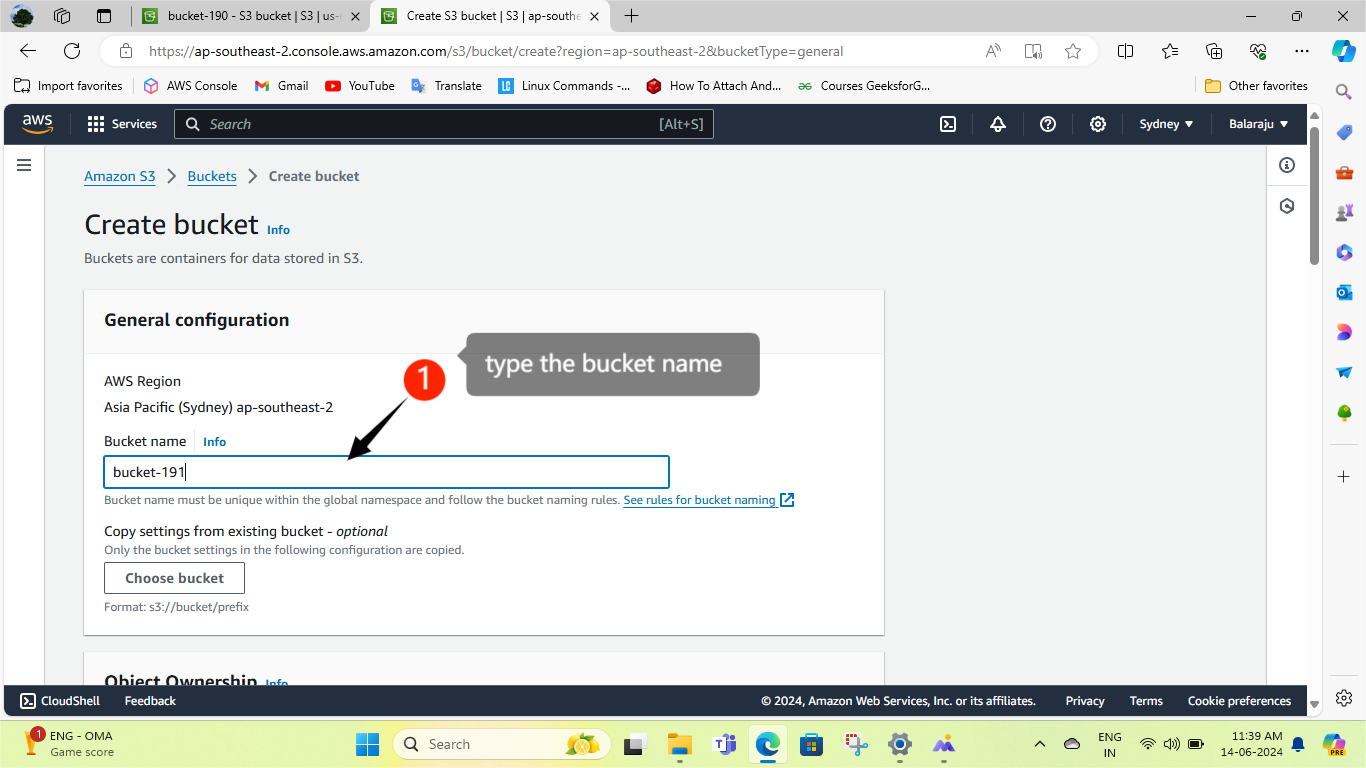 bucket-190 - S3 bucket | S3 | us-
Create S3 bucket | S3 | ap-southe
https://ap-southeast-2.console.aws.amazon.com/s3/bucket/create?region=ap-southeast-2&bucketType=general
Import favorites
AWS Console
Gmail
YouTube
Translate
Linux Commands -...
How To Attach And...
Courses GeeksforG...
Other favorites
aws
Services
Search
[Alt+S]
Sydney
Balaraju
Amazon S3 > Buckets > Create bucket
Create bucket Info
Buckets are containers for data stored in S3.
General configuration
1
type the bucket name
AWS Region
Asia Pacific (Sydney) ap-southeast-2
Bucket name Info
bucket-191
Bucket name must be unique within the global namespace and follow the bucket naming rules. See rules for bucket naming
Copy settings from existing bucket - optional
Only the bucket settings in the following configuration are copied.
Choose bucket
Format: s3://bucket/prefix
Object Ownership Info
CloudShell
Feedback
© 2024, Amazon Web Services, Inc. or its affiliates.
Privacy
Terms
Cookie preferences
1
ENG - OMA
Game score
Search
ENG
IN
11:39 AM
14-06-2024
PRE